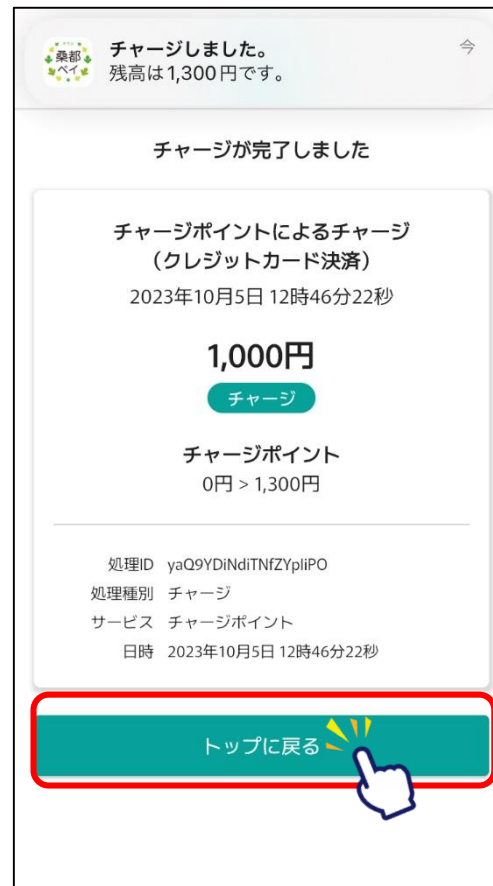 桑都
ペイ
チャージしました。
今
残高は1,300円です。
チャージが完了しました
チャージポイントによるチャージ
（クレジットカード決済）
2023年10月5日 12時46分22秒
1,000円
チャージ
チャージポイント
0円 > 1,300円
処理ID yaQ9YDiNdiTNfZYpliPO
処理種別 チャージ
サービス チャージポイント
日時 2023年10月5日 12時46分22秒
トップに戻る